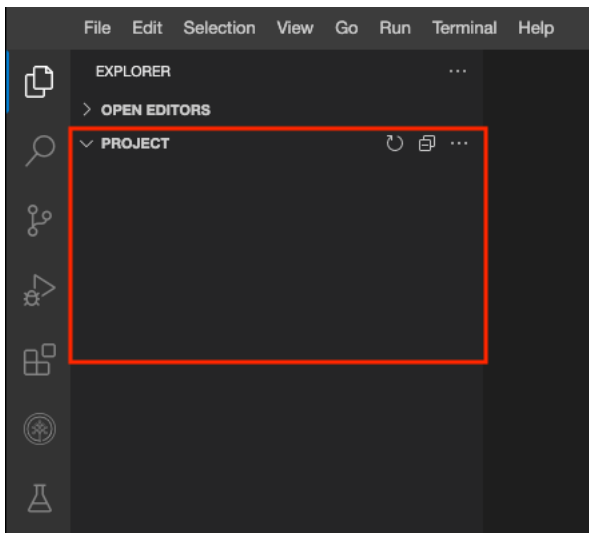 File Edit Selection View Go Run Terminal Help
EXPLORER
OPEN EDITORS
PROJECT